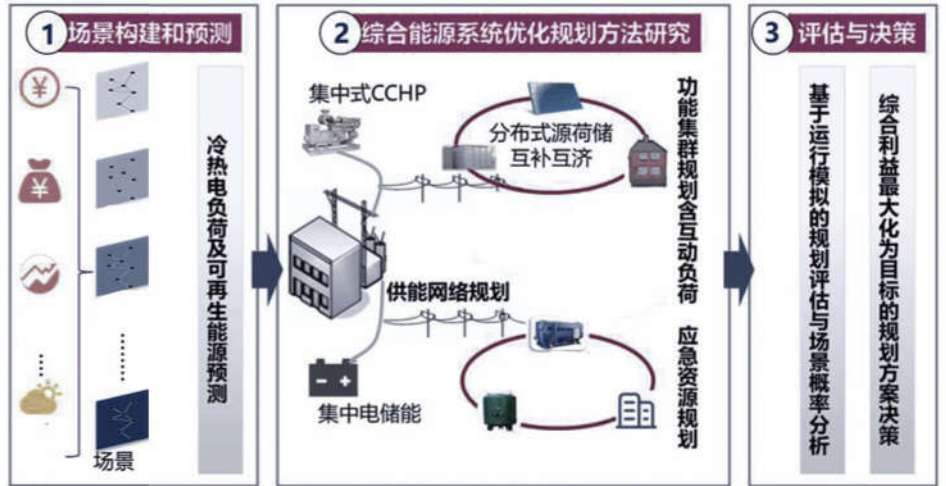 1 场景构建和预测
¥
¥
场景
冷热电负荷及可再生能源预测
2 综合能源系统优化规划方法研究
集中式CCHP
分布式源荷储
互补互济
供能网络规划
集中电储能
功能集群规划含互动负荷 应急资源规划
3 评估与决策
基于运行模拟的规划评估与场景概率分析
综合利益最大化为目标的规划方案决策